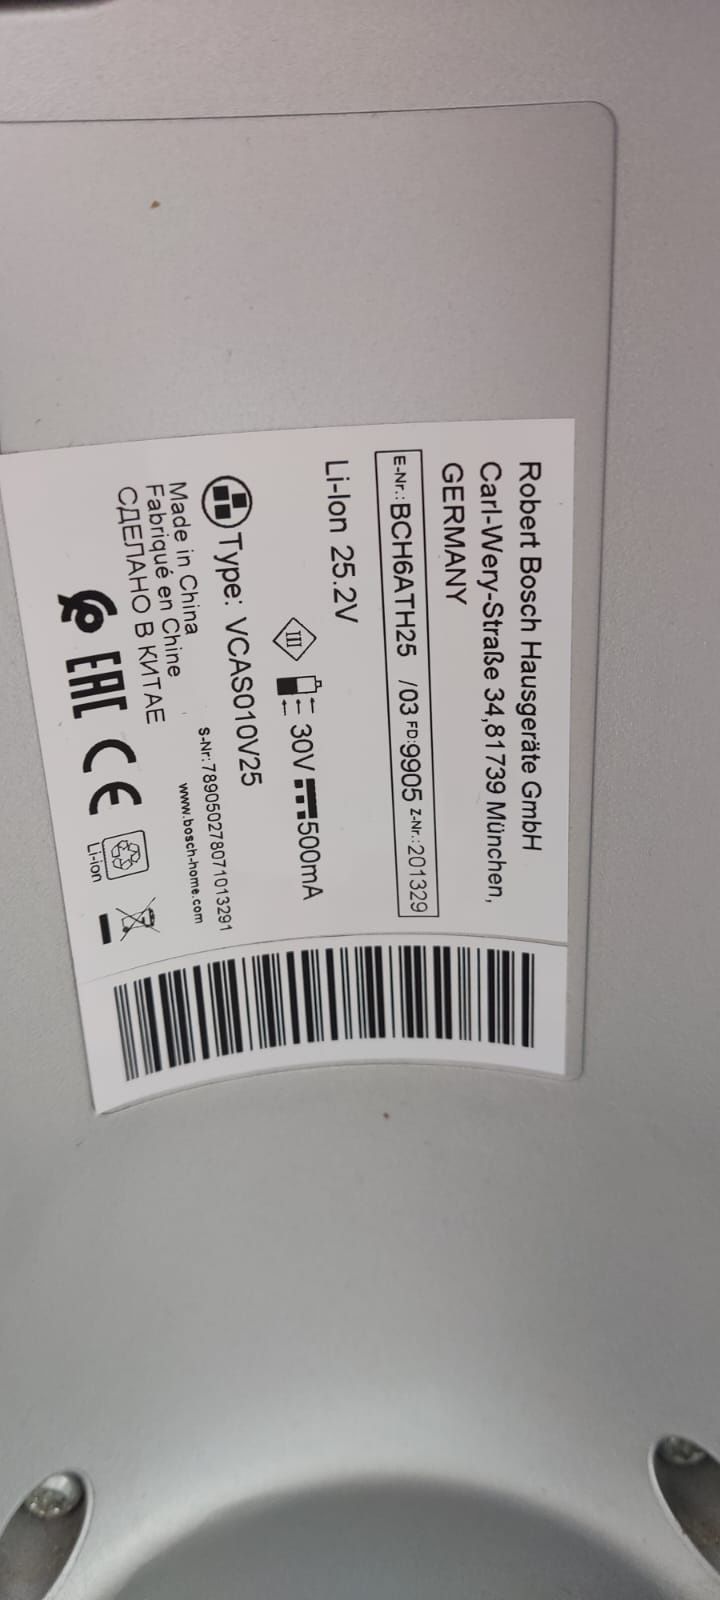 Robert Bosch Hausgeräte GmbH
Carl-Wery-Straße 34,81739 München,
GERMANY
E-Nr.:BCH6ATH25 /03 FD:9905 Z-Nr.:201329
Li-Ion 25.2V
III 30V 500mA
Type: VCAS010V25
S-Nr:789050278071013291
Made in China
www.bosch-home.com
Fabriqué en Chine
СДЕЛАНО В КИТАЕ
EAC CE
Li-ion